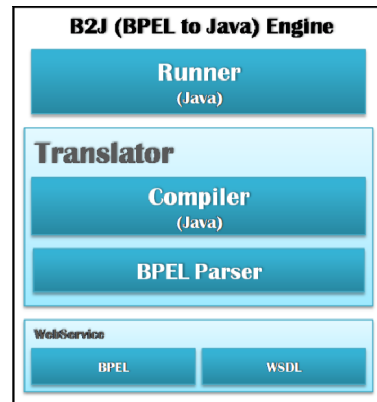 B2J (BPEL to Java) Engine
Runner
(Java)
Translator
Compiler
(Java)
BPEL Parser
WebService
BPEL WSDL